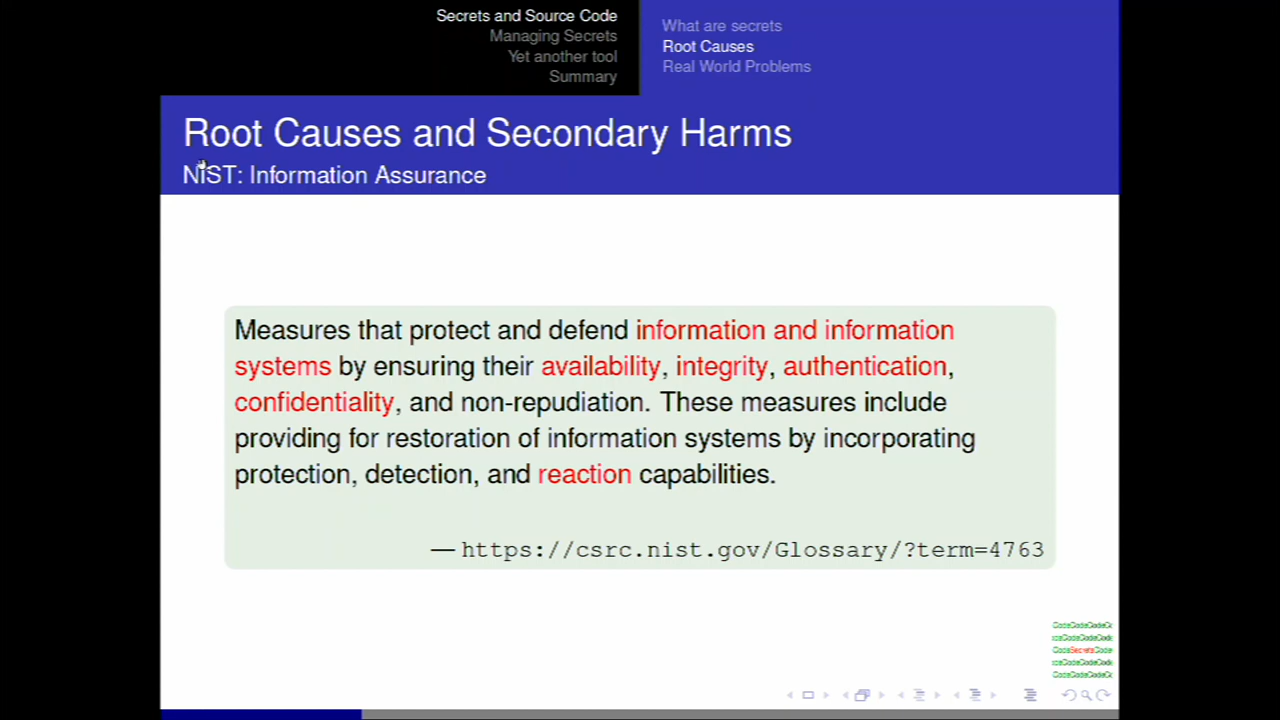 Secrets and Source Code
Managing Secrets
Yet another tool
Summary
What are secrets
Root Causes
Real World Problems
Root Causes and Secondary Harms
NIST: Information Assurance
Measures that protect and defend information and information
systems by ensuring their availability, integrity, authentication,
confidentiality, and non-repudiation. These measures include
providing for restoration of information systems by incorporating
protection, detection, and reaction capabilities.
— https://csrc.nist.gov/Glossary/?term=4763